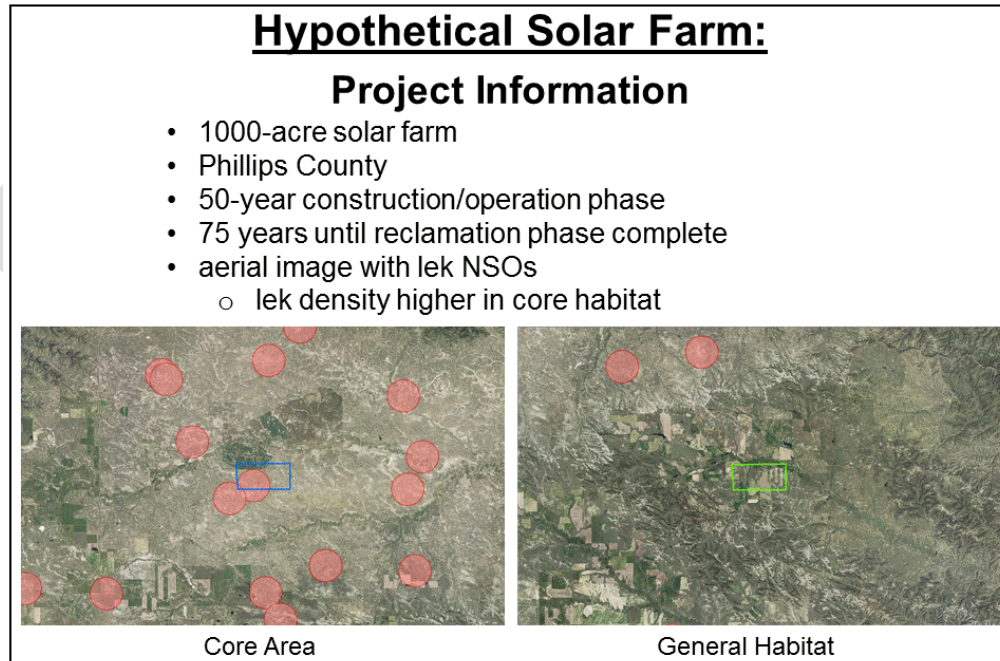 Hypothetical Solar Farm:
Project Information
• 1000-acre solar farm
• Phillips County
• 50-year construction/operation phase
• 75 years until reclamation phase complete
• aerial image with lek NSOs
o lek density higher in core habitat
Core Area
General Habitat